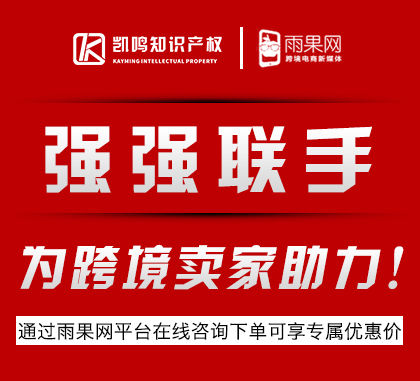 凯鸣知识产权
KAYMING INTELLECTUAL PROPERTY
雨果网
跨境电商新媒体
强强联手
为跨境卖家助力!
通过雨果网平台在线咨询下单可享专属优惠价